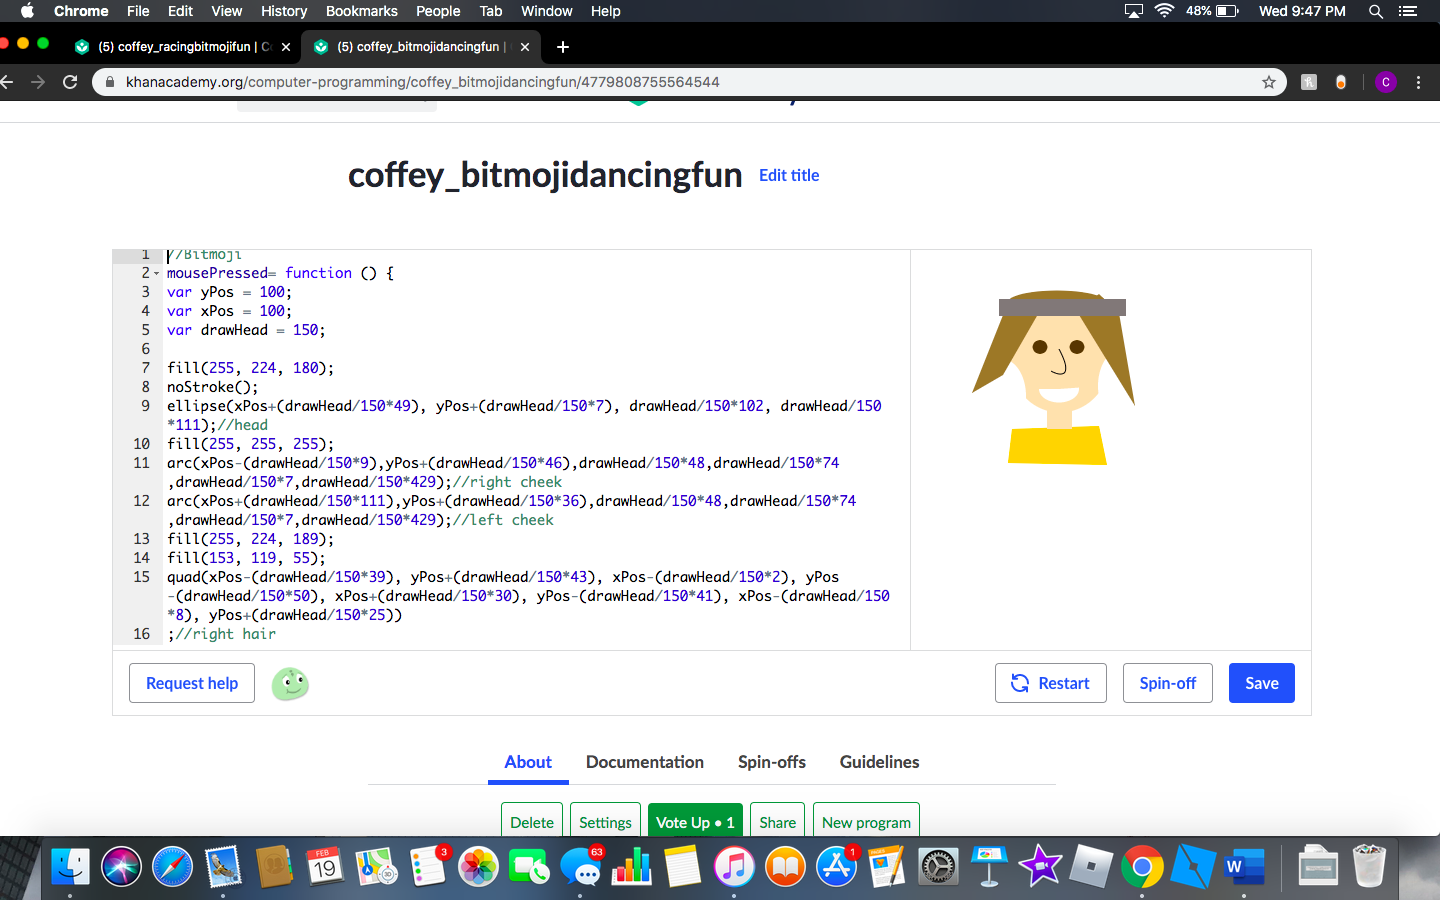 Chrome File Edit View History Bookmarks People Tab Window Help 48% Wed 9:47 PM
(5) coffey_racingbitmojifun | C (5) coffey_bitmojidancingfun |
khanacademy.org/computer-programming/coffey_bitmojidancingfun/4779808755564544 C
coffey_bitmojidancingfun Edit title
1 //Bitmoji
2 mousePressed= function () {
3 var yPos = 100;
4 var xPos = 100;
5 var drawHead = 150;
6
7 fill(255, 224, 180);
8 noStroke();
9 ellipse(xPos+(drawHead/150*49), yPos+(drawHead/150*7), drawHead/150*102, drawHead/150
*111);//head
10 fill(255, 255, 255);
11 arc(xPos-(drawHead/150*9),yPos+(drawHead/150*46),drawHead/150*48,drawHead/150*74
,drawHead/150*7,drawHead/150*429);//right cheek
12 arc(xPos+(drawHead/150*111),yPos+(drawHead/150*36),drawHead/150*48,drawHead/150*74
,drawHead/150*7,drawHead/150*429);//left cheek
13 fill(255, 224, 189);
14 fill(153, 119, 55);
15 quad(xPos-(drawHead/150*39), yPos+(drawHead/150*43), xPos-(drawHead/150*2), yPos
-(drawHead/150*50), xPos+(drawHead/150*30), yPos-(drawHead/150*41), xPos-(drawHead/150
*8), yPos+(drawHead/150*25))
16 ;//right hair
Request help Restart Spin-off Save
About Documentation Spin-offs Guidelines
Delete Settings Vote Up • 1 Share New program
FEB 19 3D 3 63 1 W